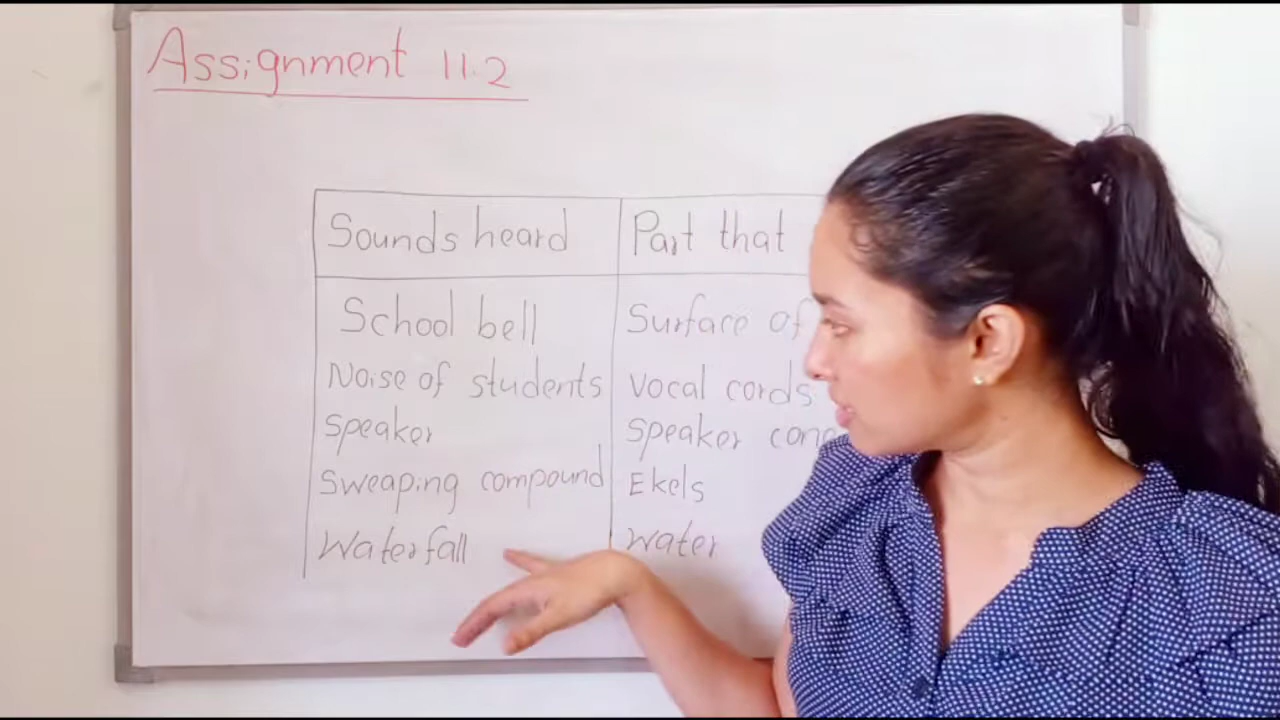 Assignment 11.2
Sounds heard Part that
School bell Surface of
Noise of students vocal cords
speaker speaker cone
Sweaping compound Ekels
Waterfall water